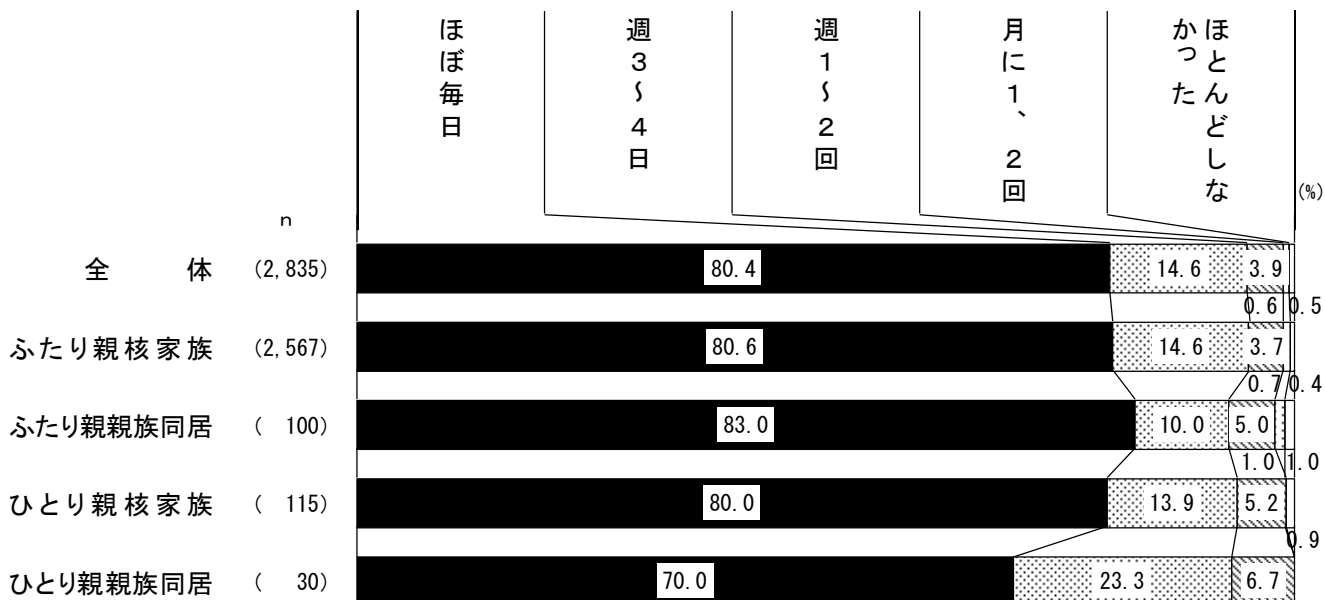 ほぼ毎日
週３～４日
週１～２回
月に１、２回
ほとんどしな
かった
(%)
n
全 体 (2,835) 80.4 14.6 3.9
0.6 0.5
ふたり親核家族 (2,567) 80.6 14.6 3.7
0.7 0.4
ふたり親親族同居 ( 100) 83.0 10.0 5.0
1.0 1.0
ひとり親核家族 ( 115) 80.0 13.9 5.2
0.9
ひとり親親族同居 ( 30) 70.0 23.3 6.7